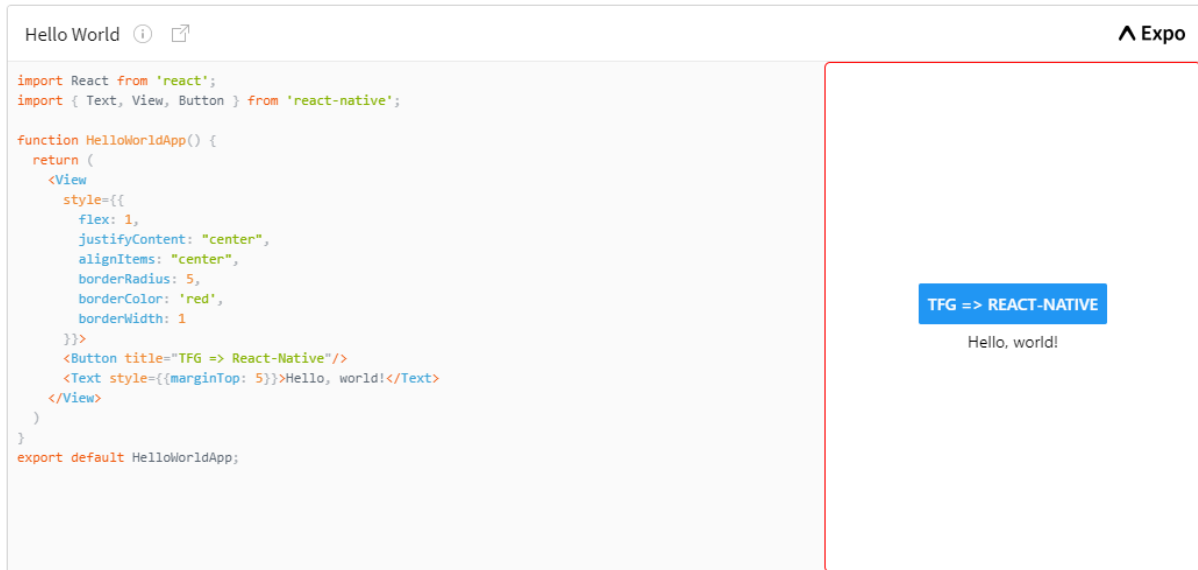 Hello World
Expo
import React from 'react';
import { Text, View, Button } from 'react-native';
function HelloWorldApp() {
  return (
    <View
      style={{
        flex: 1,
        justifyContent: "center",
        alignItems: "center",
        borderRadius: 5,
        borderColor: 'red',
        borderWidth: 1
      }}>
      <Button title="TFG => React-Native"/>
      <Text style={{marginTop: 5}}>Hello, world!</Text>
    </View>
  )
}
export default HelloWorldApp;
TFG => REACT-NATIVE
Hello, world!